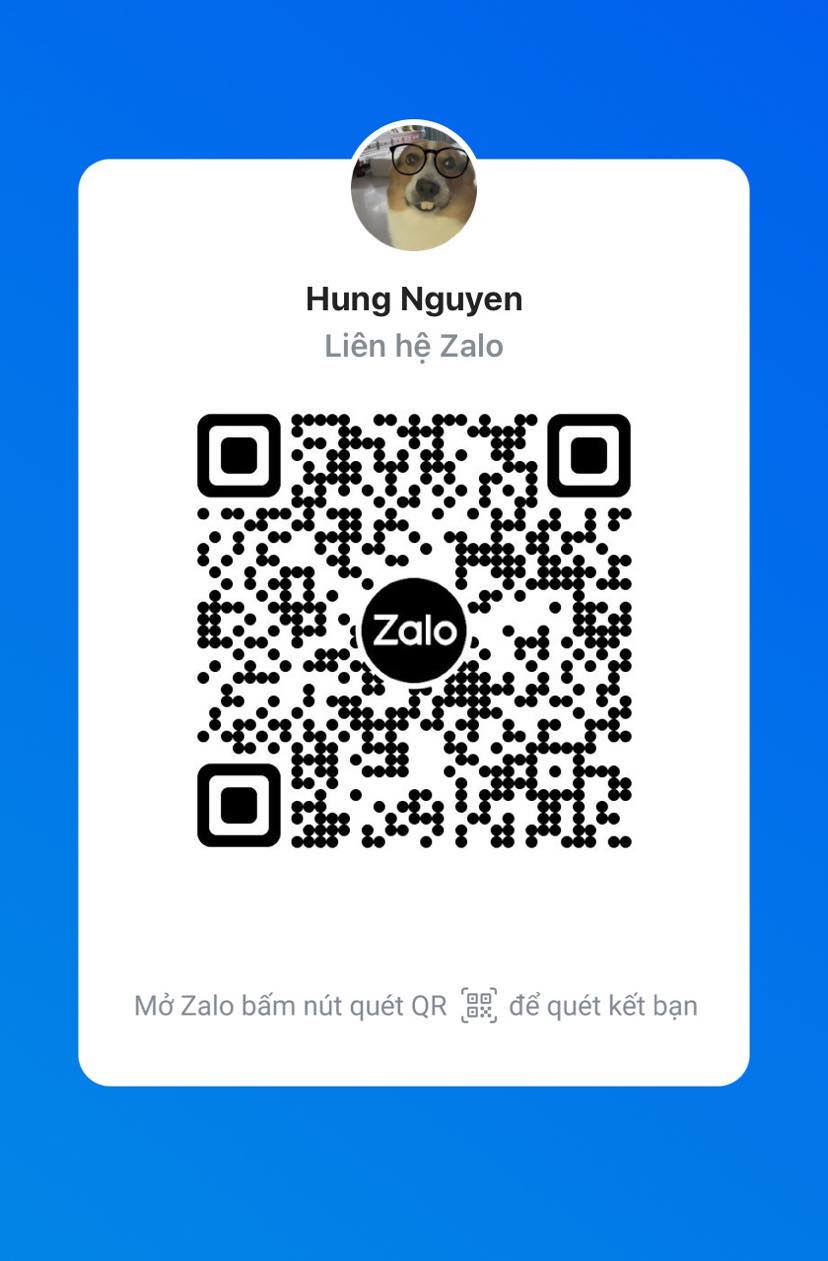 Hung Nguyen
Liên hệ Zalo
Zalo
Mở Zalo bấm nút quét QR để quét kết bạn